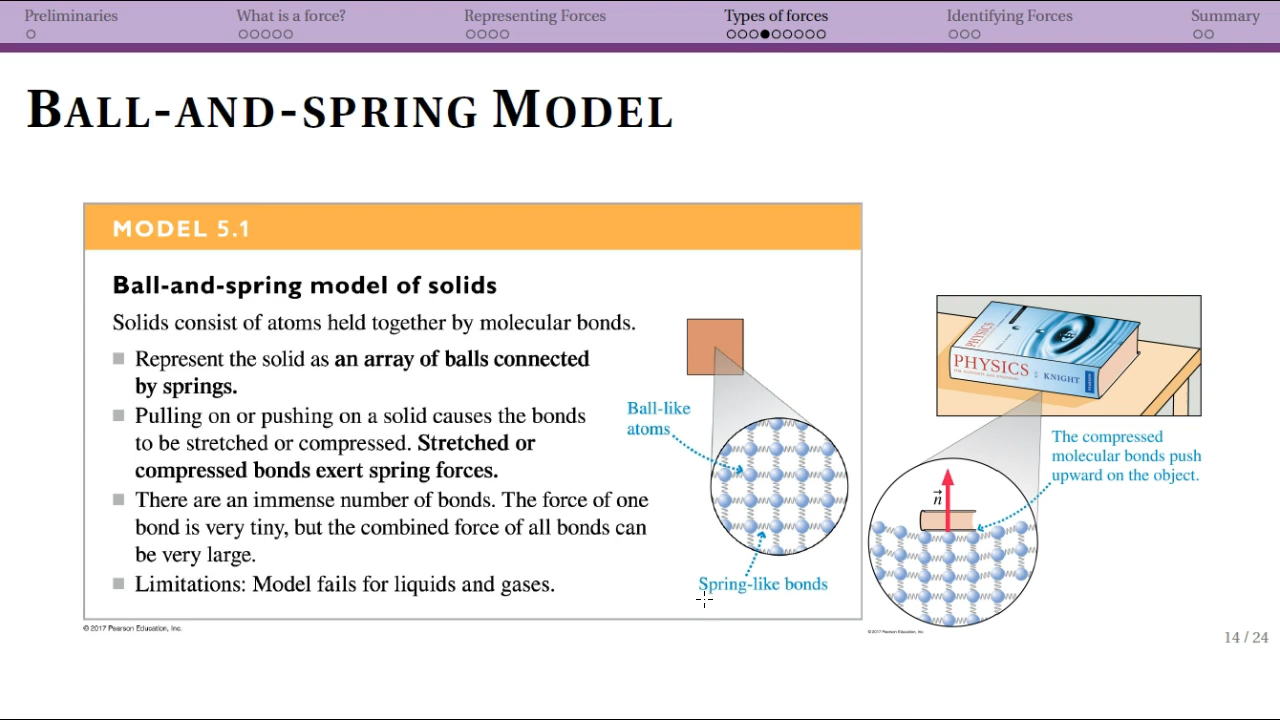 Preliminaries
What is a force?
Representing Forces
Types of forces
Identifying Forces
Summary
BALL-AND-SPRING MODEL
MODEL 5.1
Ball-and-spring model of solids
Solids consist of atoms held together by molecular bonds.
Represent the solid as an array of balls connected
by springs.
Pulling on or pushing on a solid causes the bonds
to be stretched or compressed. Stretched or
compressed bonds exert spring forces.
There are an immense number of bonds. The force of one
bond is very tiny, but the combined force of all bonds can
be very large.
Limitations: Model fails for liquids and gases.
Ball-like
atoms
Spring-like bonds
© 2017 Pearson Education, Inc.
PHYSICS
PHYSICS
KNIGHT
The compressed
molecular bonds push
upward on the object.
n⃗
© 2017 Pearson Education, Inc.
14 / 24